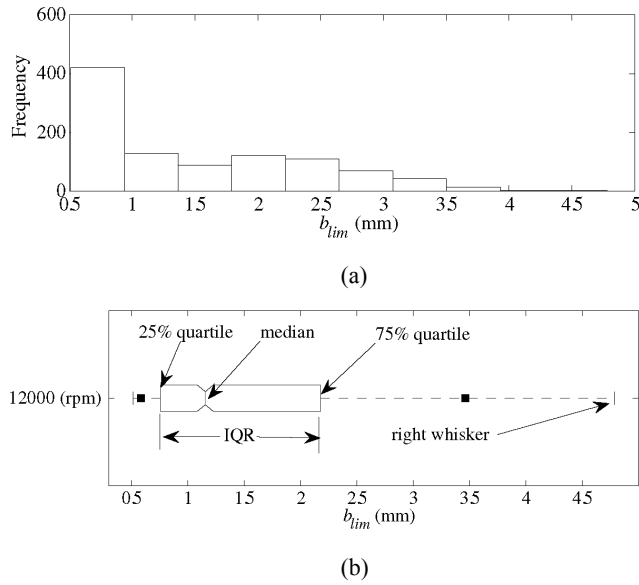 600
400
200
0
Frequency
0.5 1 1.5 2 2.5 3 3.5 4 4.5 5
b_lim (mm)
(a)
25% quartile
median
75% quartile
12000 (rpm)
IQR
right whisker
05 1 1.5 2 2.5 3 3.5 4 4.5
b_lim (mm)
(b)